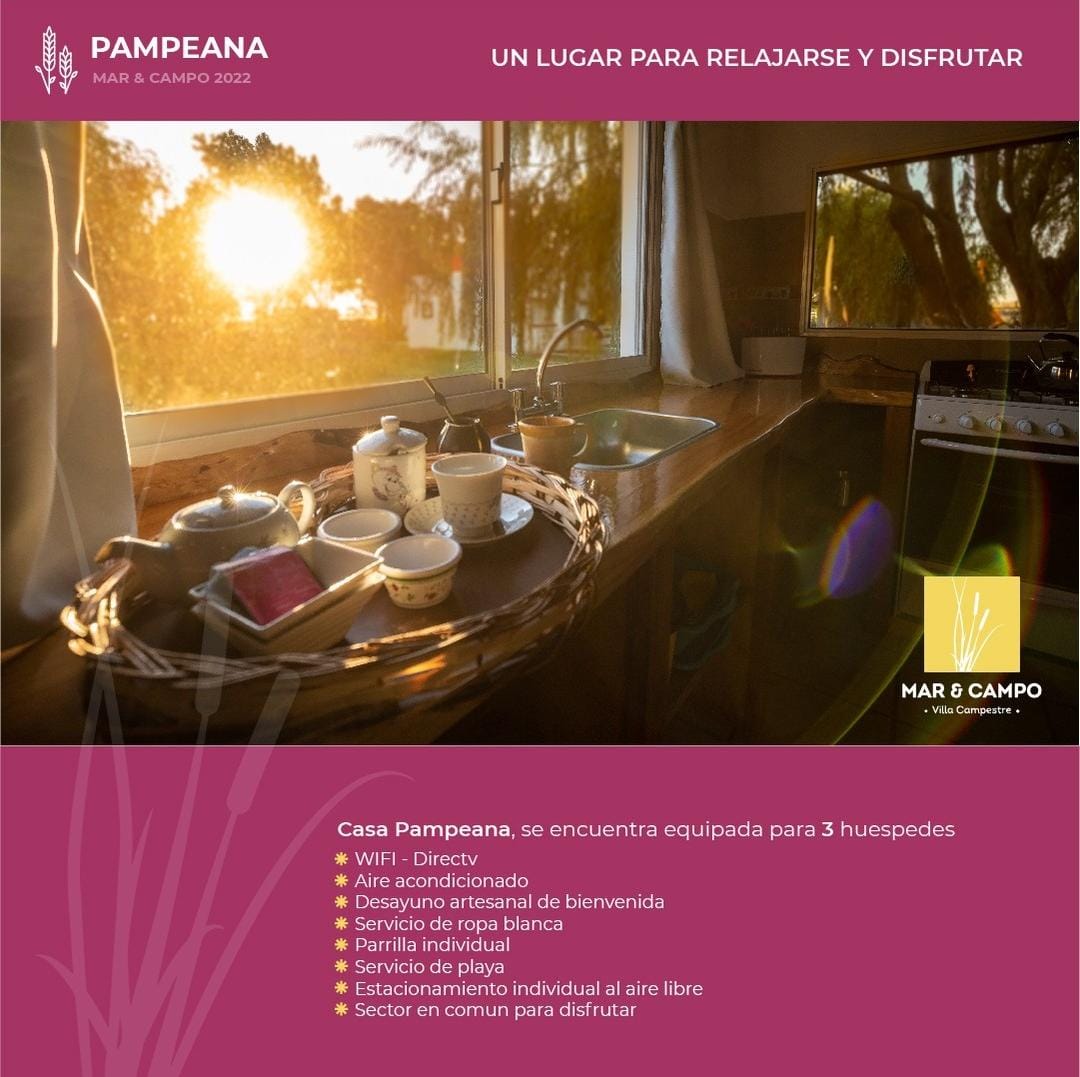 PAMPEANA
MAR & CAMPO 2022
UN LUGAR PARA RELAJARSE Y DISFRUTAR
MAR & CAMPO
• Villa Campestre •
Casa Pampeana, se encuentra equipada para 3 huespedes
WIFI - Directv
Aire acondicionado
Desayuno artesanal de bienvenida
Servicio de ropa blanca
Parrilla individual
Servicio de playa
Estacionamiento individual al aire libre
Sector en comun para disfrutar